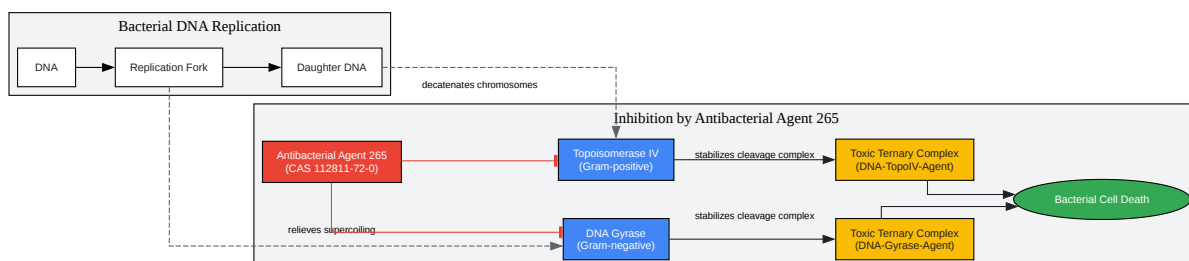 Bacterial DNA Replication
DNA
Replication Fork
Daughter DNA
decatenates chromosomes
Inhibition by Antibacterial Agent 265
Antibacterial Agent 265
(CAS 112811-72-0)
Topoisomerase IV
(Gram-positive)
stabilizes cleavage complex
Toxic Ternary Complex
(DNA-TopoIV-Agent)
Bacterial Cell Death
relieves supercoiling
DNA Gyrase
(Gram-negative)
stabilizes cleavage complex
Toxic Ternary Complex
(DNA-Gyrase-Agent)